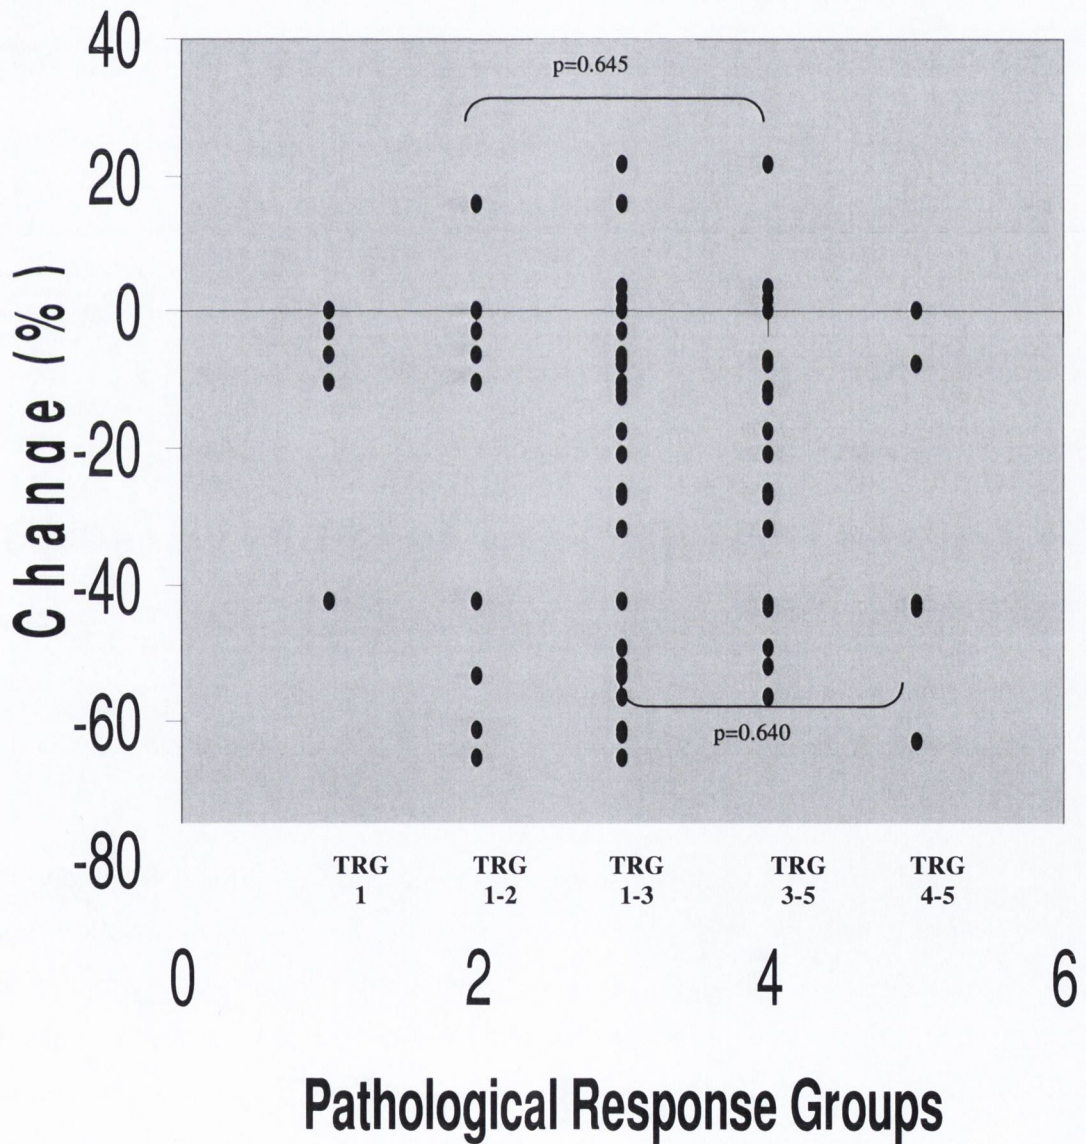 40
p=0.645
20
0
-20
-40
-60
p=0.640
-80
Change (%)
TRG 1
TRG 1-2
TRG 1-3
TRG 3-5
TRG 4-5
0 2 4 6
Pathological Response Groups